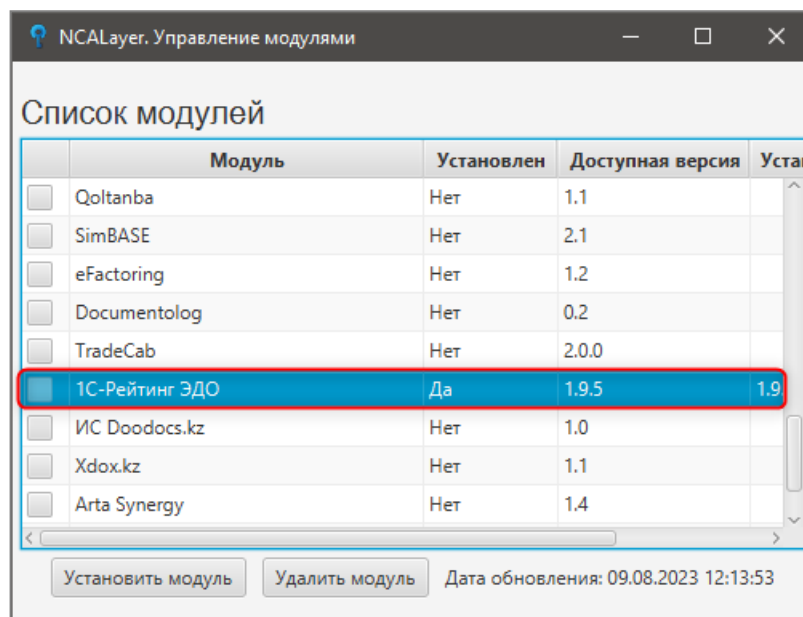 NCALayer. Управление модулями
Список модулей
Модуль Установлен Доступная версия
Qoltanba Нет 1.1
SimBASE Нет 2.1
eFactoring Нет 1.2
Documentolog Нет 0.2
TradeCab Нет 2.0.0
1С-Рейтинг ЭДО Да 1.9.5 1.9.
ИС Doodocs.kz Нет 1.0
Xdox.kz Нет 1.1
Arta Synergy Нет 1.4
Установить модуль Удалить модуль Дата обновления: 09.08.2023 12:13:53